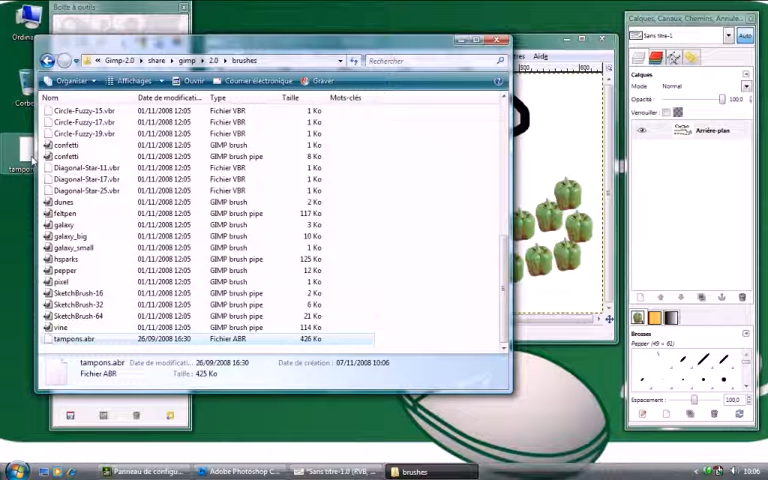 Boîte à outils
Calques, Canaux, Chemins, Annule...
Ordina
Sans titre-1
Auto
Gimp-2.0
share
gimp
2.0
brushes
Rechercher
Aide
Organiser
Affichages
Ouvrir
Courrier électronique
Graver
500
600
Calques
Nom
Date de modificati...
Type
Taille
Mots-clés
Mode:
Normal
Opacité:
100,0
Verrouiller:
Corbe
Arrière-plan
tampon
Circle-Fuzzy-15.vbr 01/11/2008 12:05 Fichier VBR 1 Ko
Circle-Fuzzy-17.vbr 01/11/2008 12:05 Fichier VBR 1 Ko
Circle-Fuzzy-19.vbr 01/11/2008 12:05 Fichier VBR 1 Ko
confetti 01/11/2008 12:05 GIMP brush 1 Ko
confetti 01/11/2008 12:05 GIMP brush pipe 8 Ko
Diagonal-Star-11.vbr 01/11/2008 12:05 Fichier VBR 1 Ko
Diagonal-Star-17.vbr 01/11/2008 12:05 Fichier VBR 1 Ko
Diagonal-Star-25.vbr 01/11/2008 12:05 Fichier VBR 1 Ko
dunes 01/11/2008 12:05 GIMP brush 2 Ko
feltpen 01/11/2008 12:05 GIMP brush pipe 117 Ko
galaxy 01/11/2008 12:05 GIMP brush 3 Ko
galaxy_big 01/11/2008 12:05 GIMP brush 10 Ko
galaxy_small 01/11/2008 12:05 GIMP brush 1 Ko
hsparks 01/11/2008 12:05 GIMP brush pipe 125 Ko
pepper 01/11/2008 12:05 GIMP brush 12 Ko
pixel 01/11/2008 12:05 GIMP brush 1 Ko
SketchBrush-16 01/11/2008 12:05 GIMP brush pipe 2 Ko
SketchBrush-32 01/11/2008 12:05 GIMP brush pipe 6 Ko
SketchBrush-64 01/11/2008 12:05 GIMP brush pipe 21 Ko
vine 01/11/2008 12:05 GIMP brush pipe 114 Ko
tampons.abr 26/09/2008 16:30 Fichier ABR 426 Ko
Brosses
Pepper (49 × 61)
tampons.abr Date de modificati... 26/09/2008 16:30 Date de création : 07/11/2008 10:06
Fichier ABR Taille : 425 Ko
Espacement:
100,0
Panneau de configu...
Adobe Photoshop C...
"Sans titre-1.0 (RVB, ...
brushes
10:06